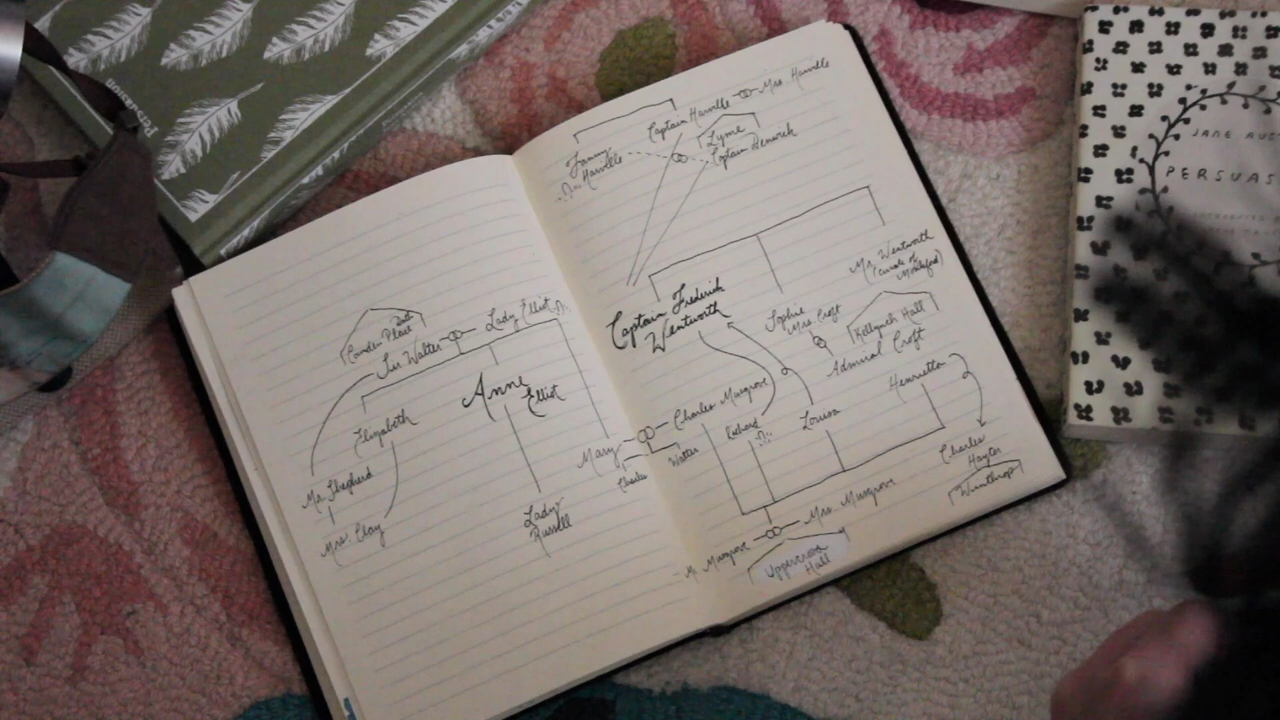 Persuasion
Camden Place
Bath
Sir Walter
Lady Elliot
Elizabeth
Anne
Elliot
Mr. Shepherd
Mrs. Clay
Lady
Russell
Mary
Charles
Walter
Fanny
Harville
Captain Harville
Mrs. Harville
Lyme
Captain Benwick
Captain Frederick
Wentworth
Sophie
Mrs. Croft
Mr. Wentworth
(curate of
Monkford)
Kellynch Hall
Admiral Croft
Henrietta
Charles Musgrove
Richard
Louisa
Charles
Hayter
Winthrop
Mr. Musgrove
Mrs. Musgrove
Uppercross
Hall
JANE AUS
PERSUAS